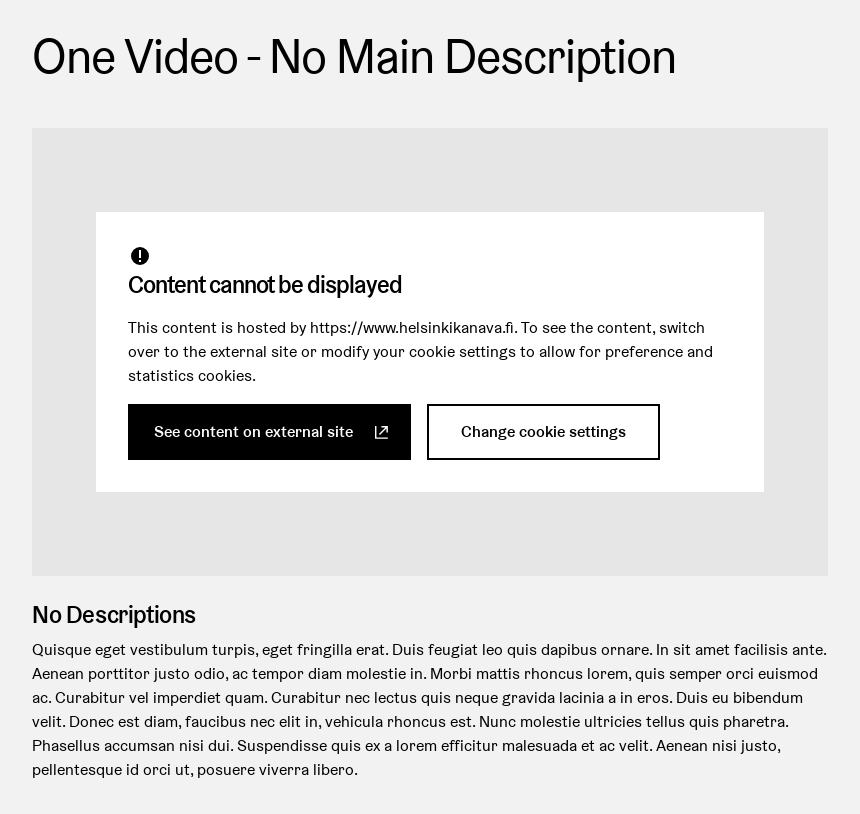 One Video - No Main Description
Content cannot be displayed
This content is hosted by https://www.helsinkikanava.fi. To see the content, switch
over to the external site or modify your cookie settings to allow for preference and
statistics cookies.
See content on external site
Change cookie settings
No Descriptions
Quisque eget vestibulum turpis, eget fringilla erat. Duis feugiat leo quis dapibus ornare. In sit amet facilisis ante.
Aenean porttitor justo odio, ac tempor diam molestie in. Morbi mattis rhoncus lorem, quis semper orci euismod
ac. Curabitur vel imperdiet quam. Curabitur nec lectus quis neque gravida lacinia a in eros. Duis eu bibendum
velit. Donec est diam, faucibus nec elit in, vehicula rhoncus est. Nunc molestie ultricies tellus quis pharetra.
Phasellus accumsan nisi dui. Suspendisse quis ex a lorem efficitur malesuada et ac velit. Aenean nisi justo,
pellentesque id orci ut, posuere viverra libero.